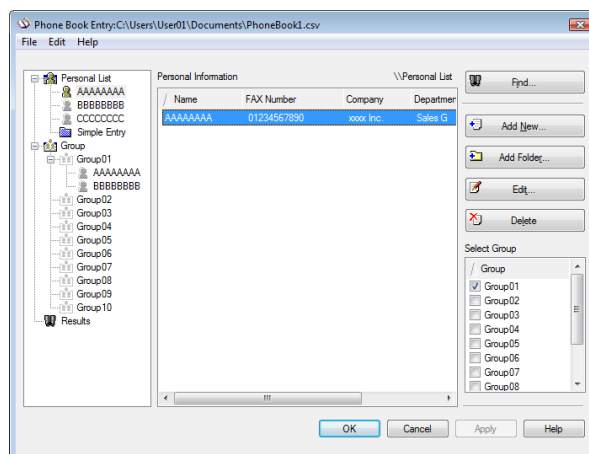 Phone Book Entry:C:\Users\User01\Documents\PhoneBook1.csv
File Edit Help
Personal List
AAAAAAAA
BBBBBBBB
CCCCCCCC
Simple Entry
Group
Group01
AAAAAAAA
BBBBBBBB
Group02
Group03
Group04
Group05
Group06
Group07
Group08
Group09
Group10
Results
Personal Information \\Personal List
/ Name FAX Number Company Departmer
AAAAAAAA 01234567890 xxxx Inc. Sales G
Find...
Add New...
Add Folder...
Edit...
Delete
Select Group
/ Group
Group01
Group02
Group03
Group04
Group05
Group06
Group07
Group08
OK Cancel Apply Help